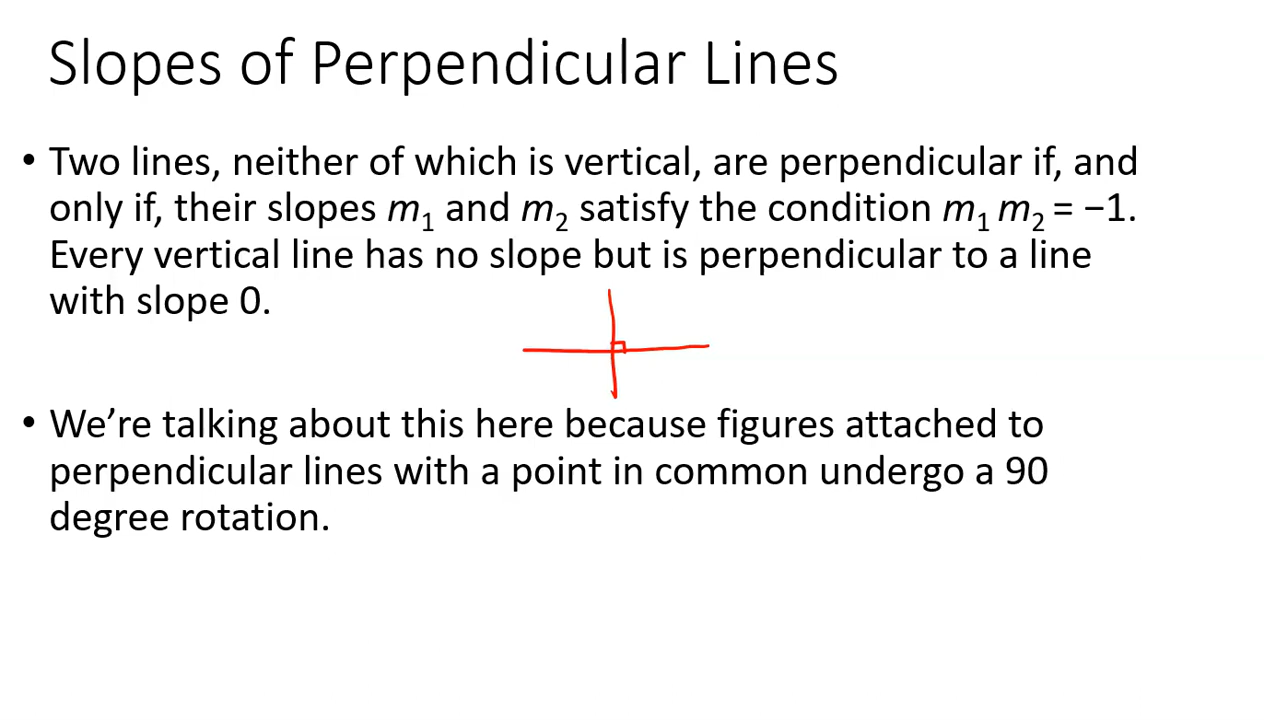 Slopes of Perpendicular Lines
• Two lines, neither of which is vertical, are perpendicular if, and
only if, their slopes m₁ and m₂ satisfy the condition m₁ m₂ = −1.
Every vertical line has no slope but is perpendicular to a line
with slope 0.
• We’re talking about this here because figures attached to
perpendicular lines with a point in common undergo a 90
degree rotation.